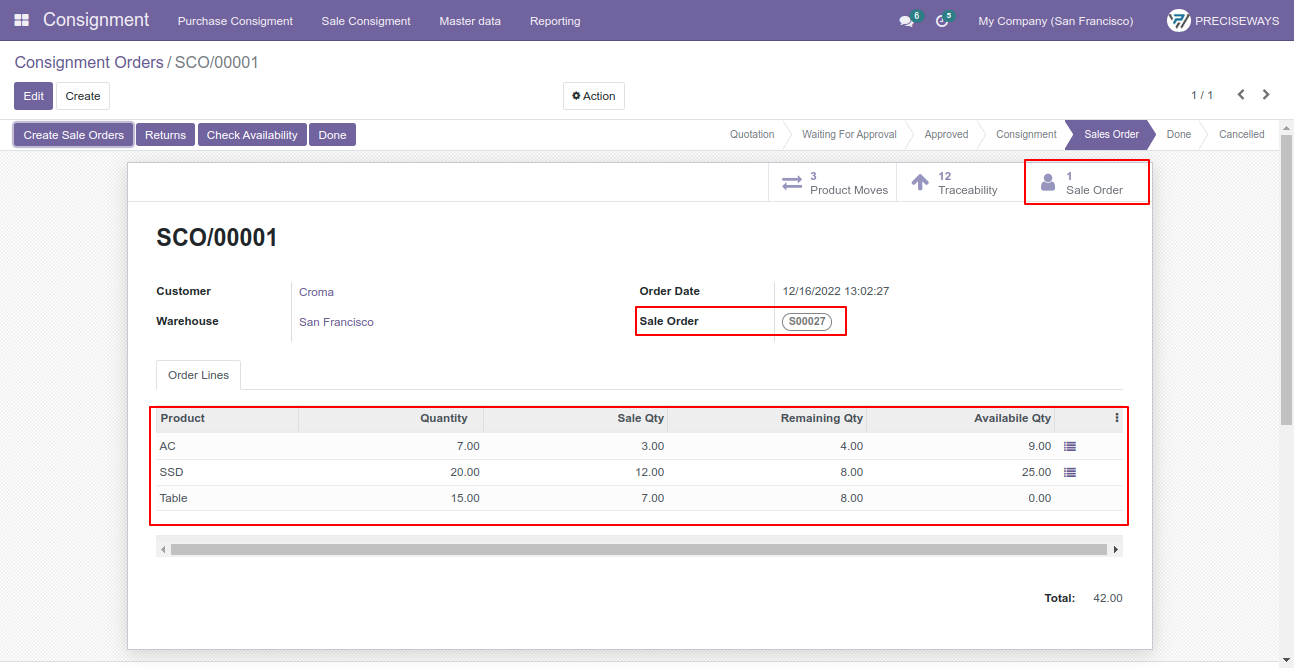 Consignment Purchase Consigment Sale Consigment Master data Reporting 6 5 My Company (San Francisco) PRECISEWAYS
Consignment Orders / SCO/00001
Edit Create Action 1 / 1
Create Sale Orders Returns Check Availability Done Quotation Waiting For Approval Approved Consignment Sales Order Done Cancelled
3 Product Moves 12 Traceability 1 Sale Order
SCO/00001
Customer Croma Order Date 12/16/2022 13:02:27
Warehouse San Francisco Sale Order S00027
Order Lines
Product Quantity Sale Qty Remaining Qty Availabile Qty
AC 7.00 3.00 4.00 9.00
SSD 20.00 12.00 8.00 25.00
Table 15.00 7.00 8.00 0.00
Total: 42.00